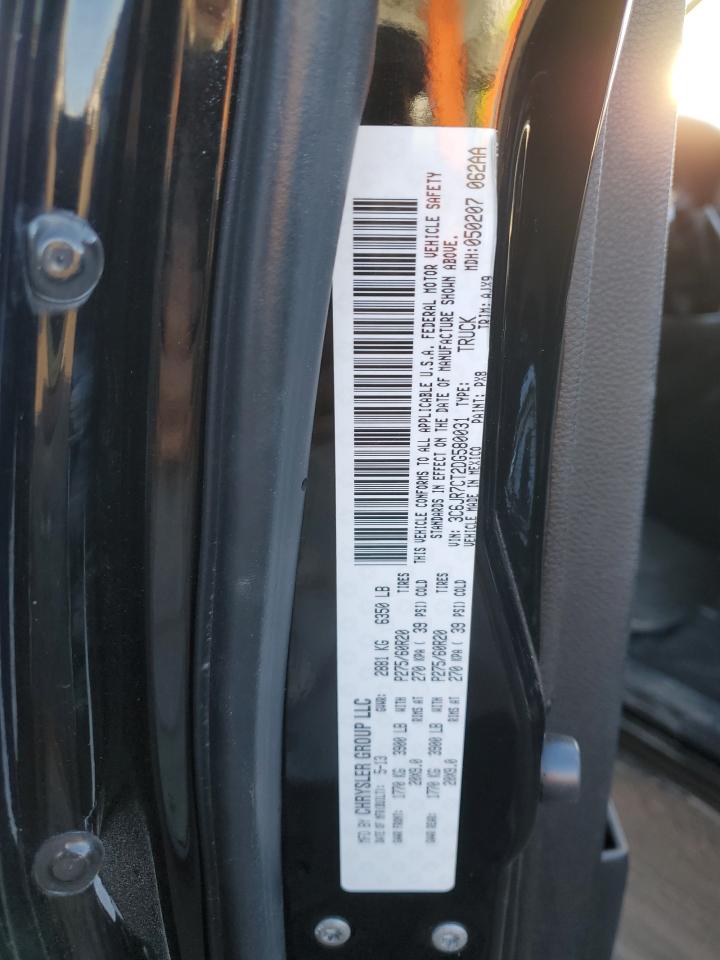 MFD BY CHRYSLER GROUP LLC
DATE OF MFR(BUILT): 5-13 GVWR: 2881 KG 6350 LB
GAWR FRONT: 1770 KG 3900 LB WITH P275/60R20 TIRES
20X9.0 RIMS AT 270 KPA ( 39 PSI) COLD
GAWR REAR: 1770 KG 3900 LB WITH P275/60R20 TIRES
20X9.0 RIMS AT 270 KPA ( 39 PSI) COLD
THIS VEHICLE CONFORMS TO ALL APPLICABLE U.S.A. FEDERAL MOTOR VEHICLE SAFETY
STANDARDS IN EFFECT ON THE DATE OF MANUFACTURE SHOWN ABOVE.
VIN: 3C6JR7CT2DG580031 TYPE: TRUCK MDH:050207 062AA
VEHICLE MADE IN MEXICO PAINT: PX8 TRIM: AJX9